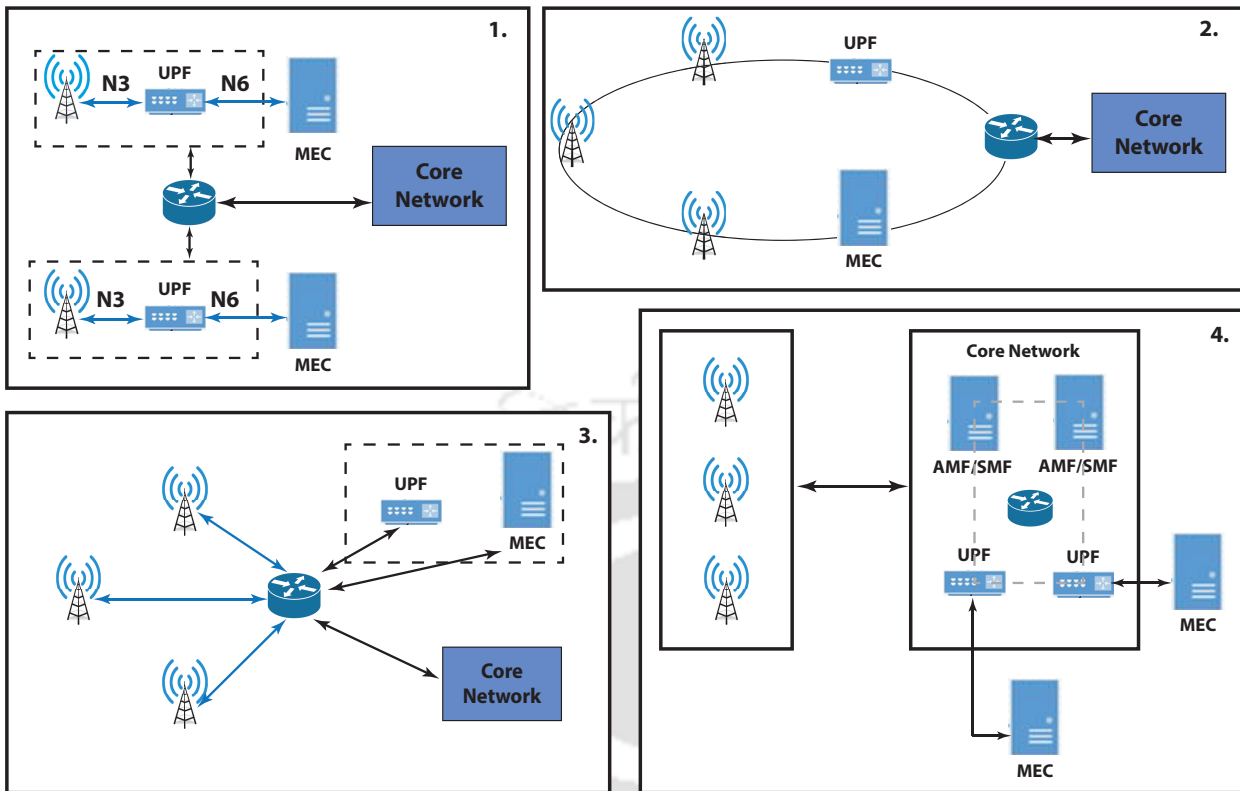 1.
UPF
N3
N6
MEC
Core
Network
UPF
N3
N6
MEC
2.
UPF
Core
Network
MEC
3.
UPF
MEC
Core
Network
4.
Core Network
AMF/SMF
AMF/SMF
UPF
UPF
MEC
MEC